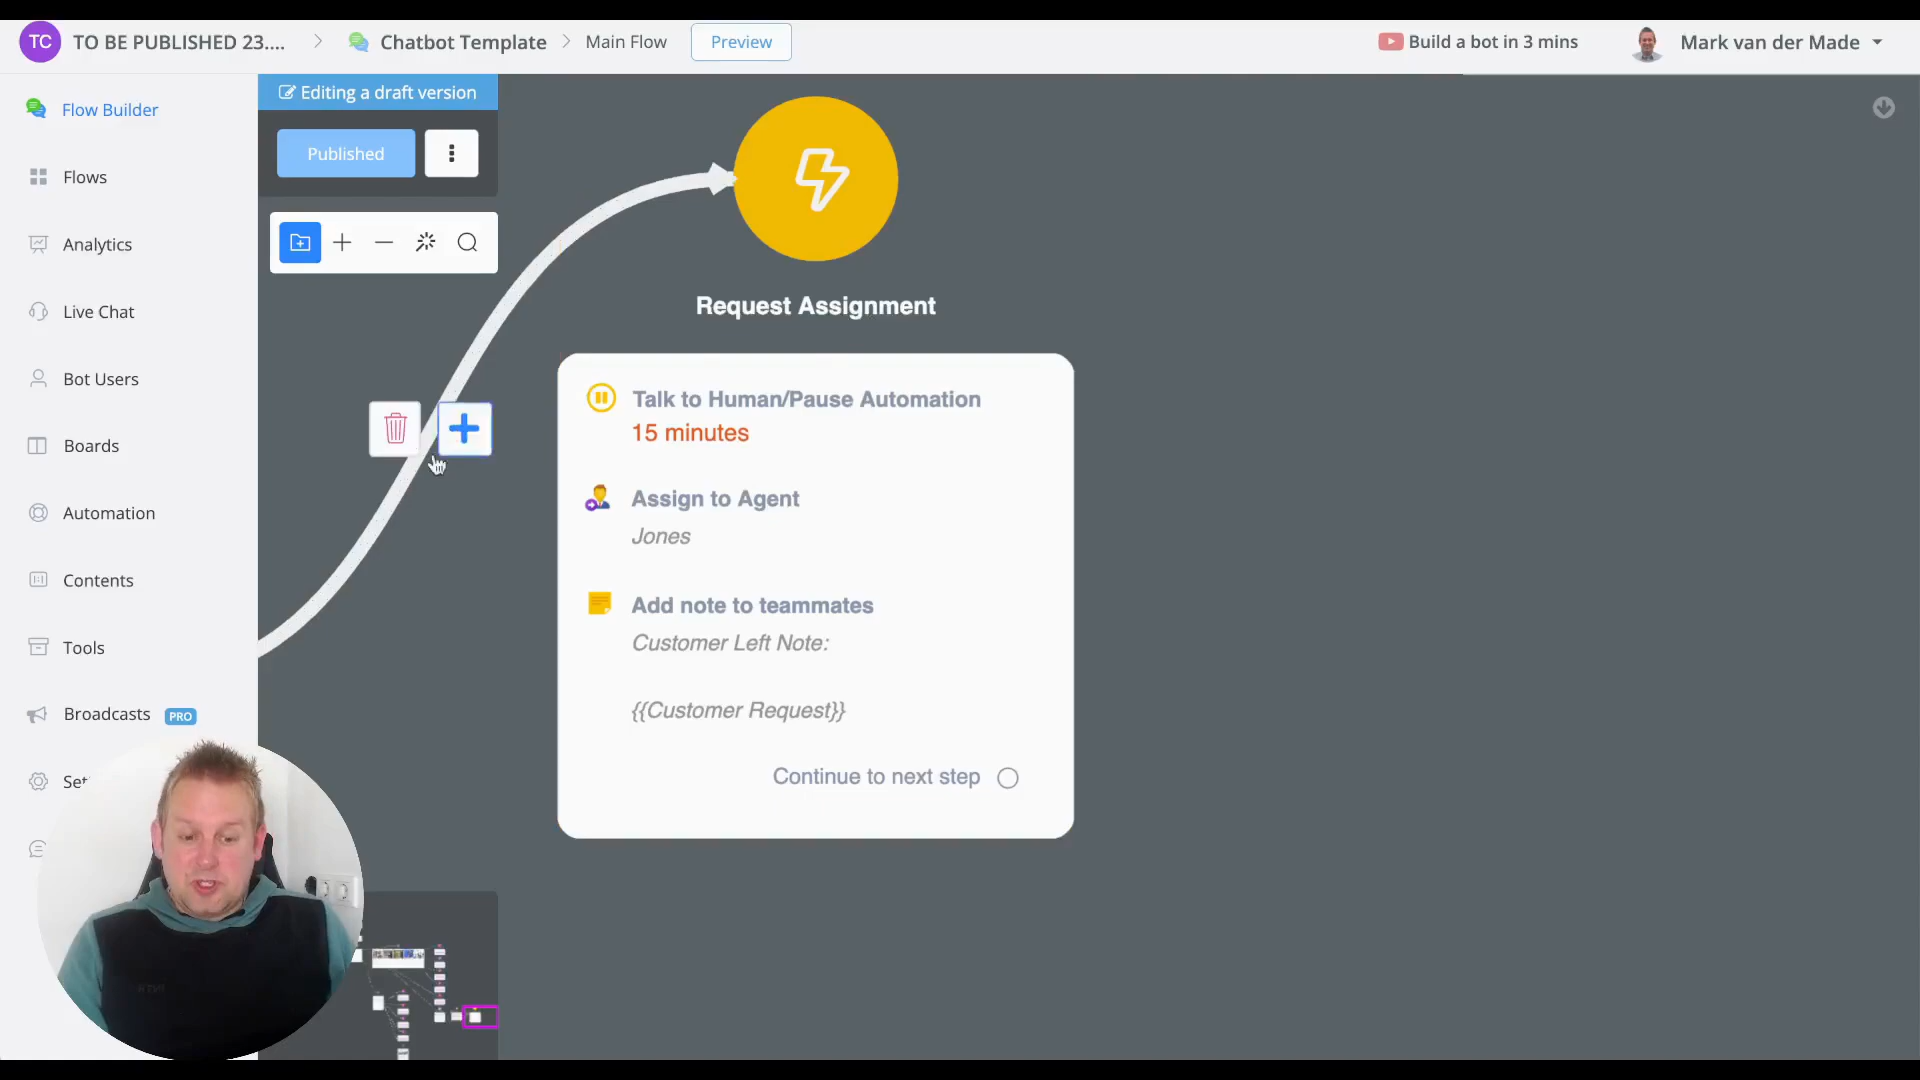 TC TO BE PUBLISHED 23.... Chatbot Template Main Flow Preview Build a bot in 3 mins Mark van der Made
Flow Builder
Flows
Analytics
Live Chat
Bot Users
Boards
Automation
Contents
Tools
Broadcasts PRO
Set
Editing a draft version
Published
Request Assignment
Talk to Human/Pause Automation
15 minutes
Assign to Agent
Jones
Add note to teammates
Customer Left Note:
{{Customer Request}}
Continue to next step